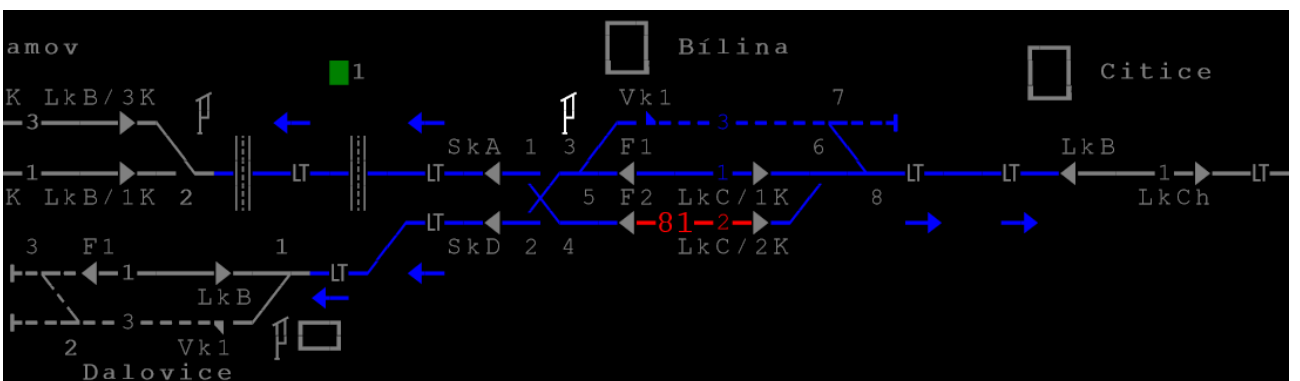 amov
Bílina
1
Citice
K LkB/3K
Vk1
7
3
3
SkA 1 3 F1
6
LkB
1
LT
LT
1
LT
LT
1
LT
K LkB/1K 2
5 F2 LkC/1K
8
LkCh
LT
81
2
3 F1
1
SkD 2 4
LkC/2K
1
LT
LkB
3
2
Vk1
Dalovice